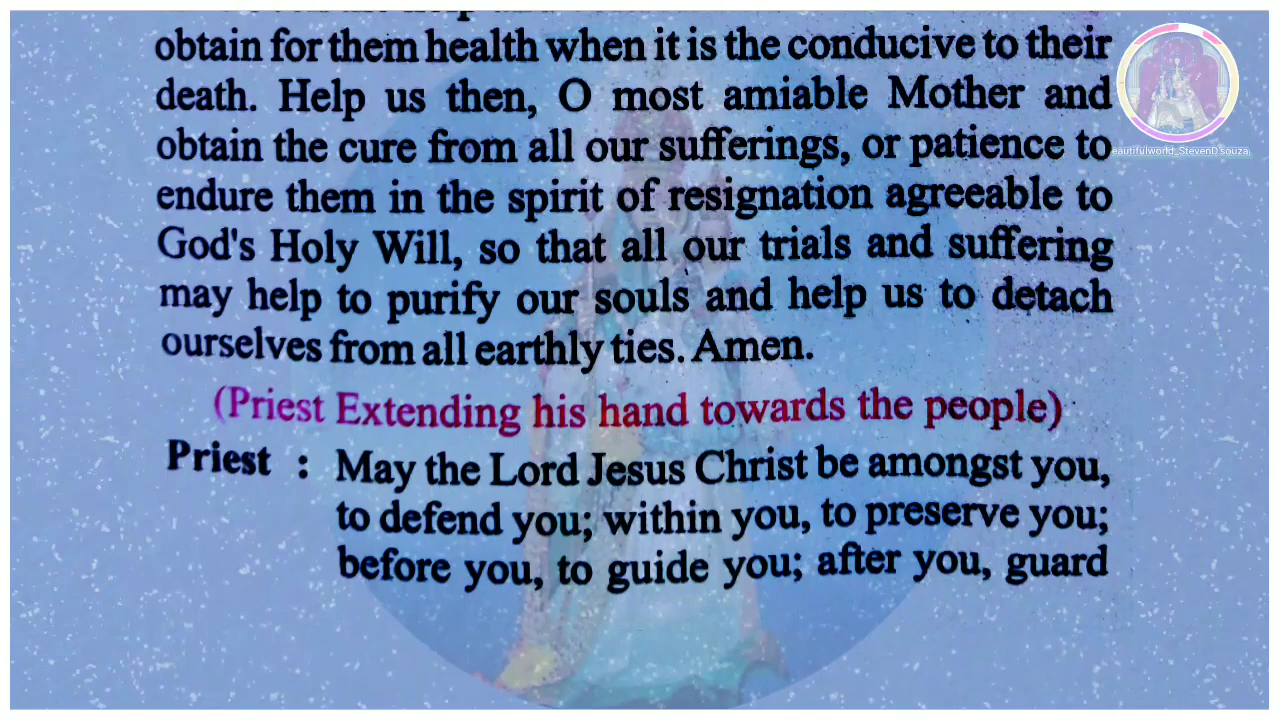 obtain for them health when it is the conducive to their
death. Help us then, O most amiable Mother and
obtain the cure from all our sufferings, or patience to
endure them in the spirit of resignation agreeable to
God's Holy Will, so that all our trials and suffering
may help to purify our souls and help us to detach
ourselves from all earthly ties. Amen.
(Priest Extending his hand towards the people)
Priest : May the Lord Jesus Christ be amongst you,
to defend you; within you, to preserve you;
before you, to guide you; after you, guard
eautifulworld_StevenD'souza